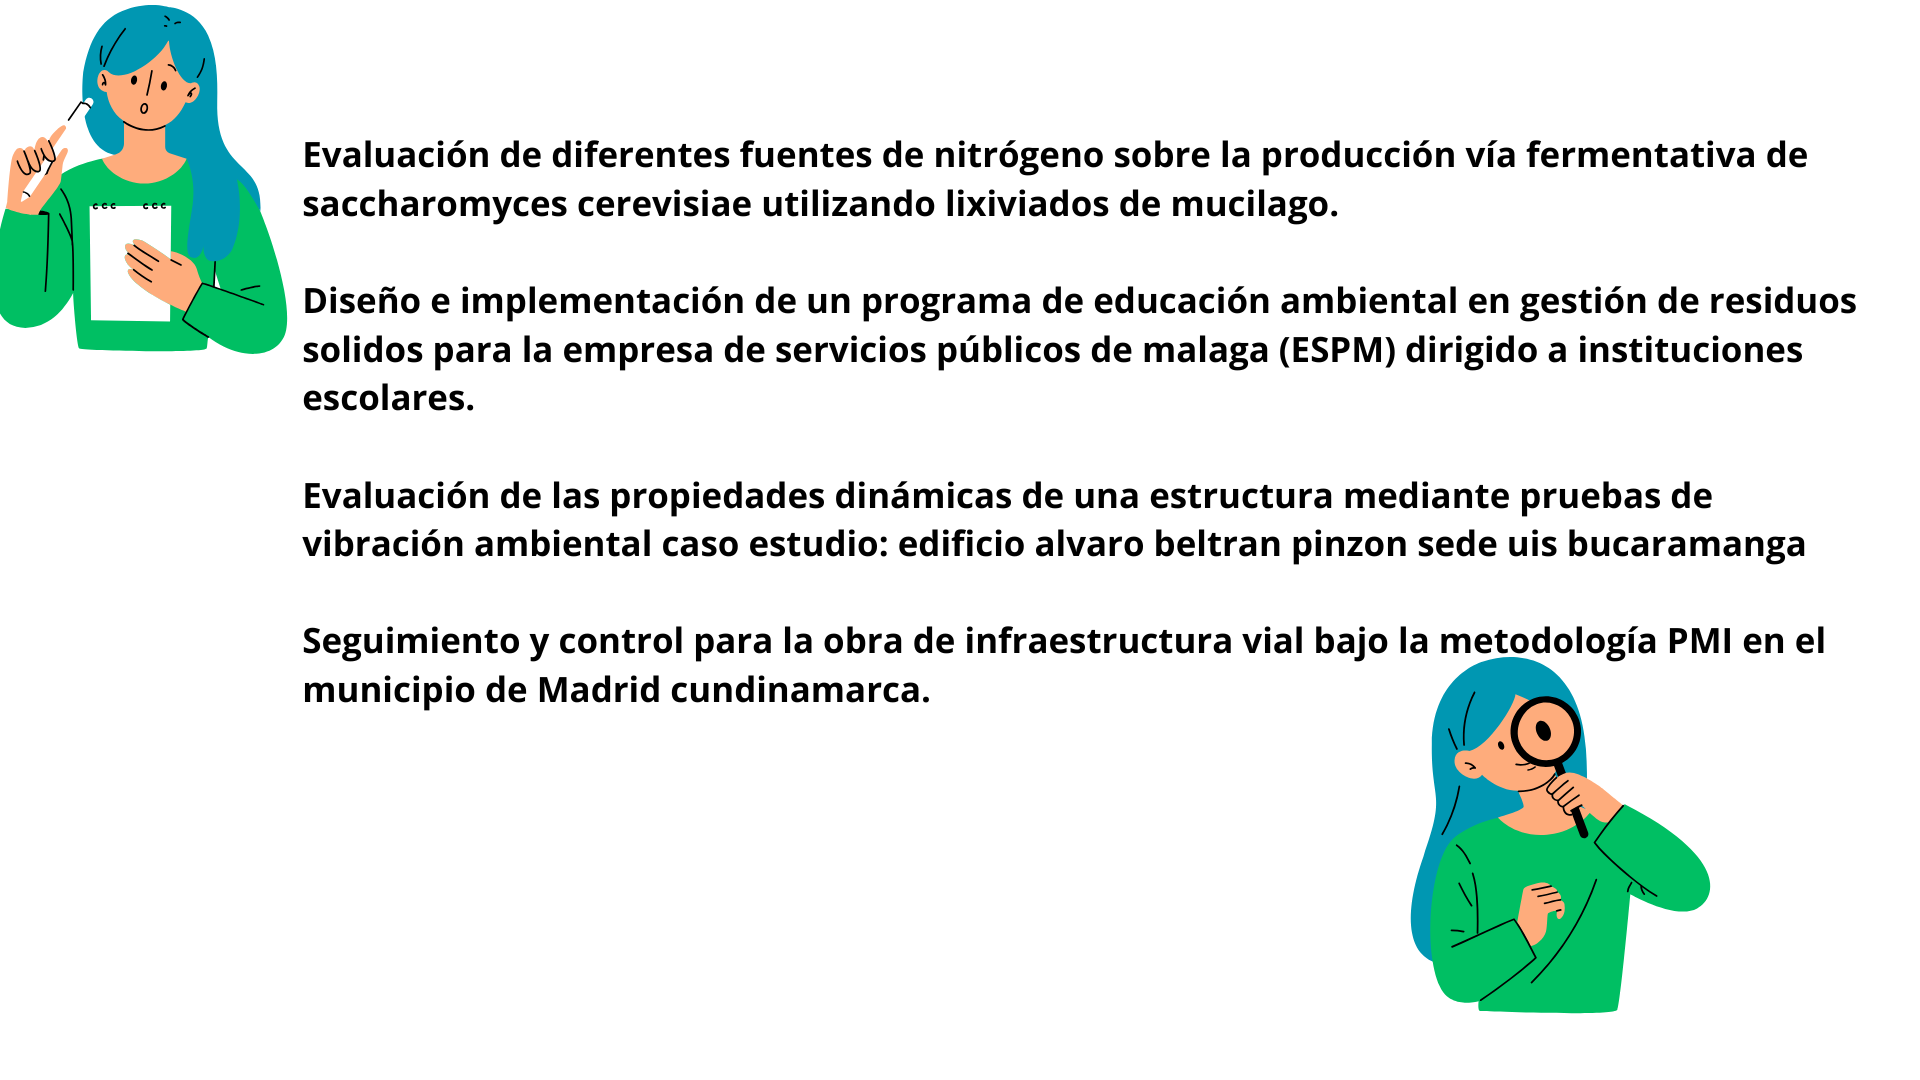 Evaluación de diferentes fuentes de nitrógeno sobre la producción vía fermentativa de
saccharomyces cerevisiae utilizando lixiviados de mucilago.
Diseño e implementación de un programa de educación ambiental en gestión de residuos
solidos para la empresa de servicios públicos de malaga (ESPM) dirigido a instituciones
escolares.
Evaluación de las propiedades dinámicas de una estructura mediante pruebas de
vibración ambiental caso estudio: edificio alvaro beltran pinzon sede uis bucaramanga
Seguimiento y control para la obra de infraestructura vial bajo la metodología PMI en el
municipio de Madrid cundinamarca.